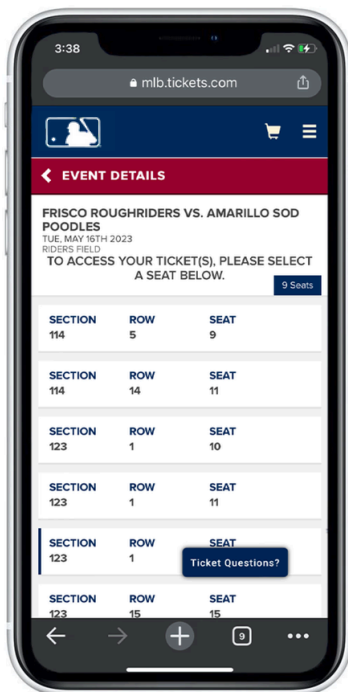 3:38
mlb.tickets.com
EVENT DETAILS
FRISCO ROUGHRIDERS VS. AMARILLO SOD
POODLES
TUE, MAY 16TH 2023
RIDERS FIELD
TO ACCESS YOUR TICKET(S), PLEASE SELECT
A SEAT BELOW.
9 Seats
SECTION ROW SEAT
114 5 9
SECTION ROW SEAT
114 14 11
SECTION ROW SEAT
123 1 10
SECTION ROW SEAT
123 1 11
SECTION ROW SEAT
123 1
Ticket Questions?
SECTION ROW SEAT
123 15 15
9